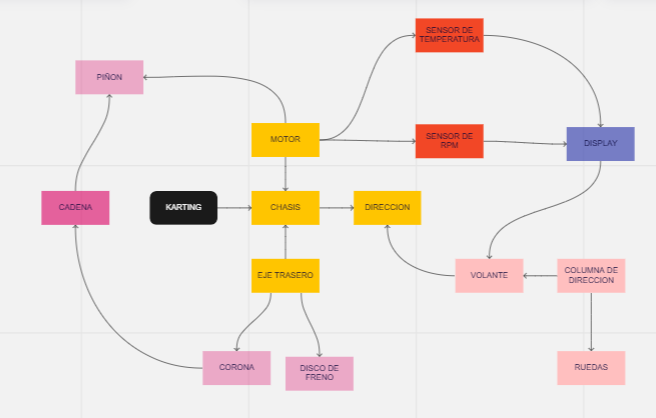 SENSOR DE
TEMPERATURA
PIÑON
MOTOR
SENSOR DE
RPM
DISPLAY
CADENA
KARTING
CHASIS
DIRECCION
EJE TRASERO
VOLANTE
COLUMNA DE
DIRECCION
CORONA
DISCO DE
FRENO
RUEDAS